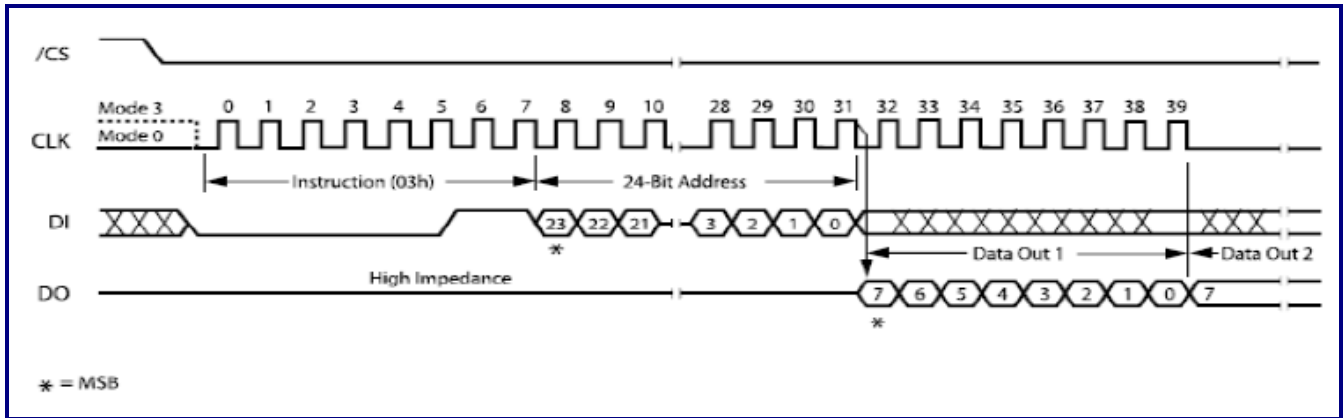 /CS
Mode 3 0 1 2 3 4 5 6 7 8 9 10 28 29 30 31 32 33 34 35 36 37 38 39
CLK Mode 0
Instruction (03h) 24-Bit Address
DI 23 22 21 3 2 1 0
* Data Out 1 Data Out 2
High Impedance
DO 7 6 5 4 3 2 1 0 7
*
* = MSB